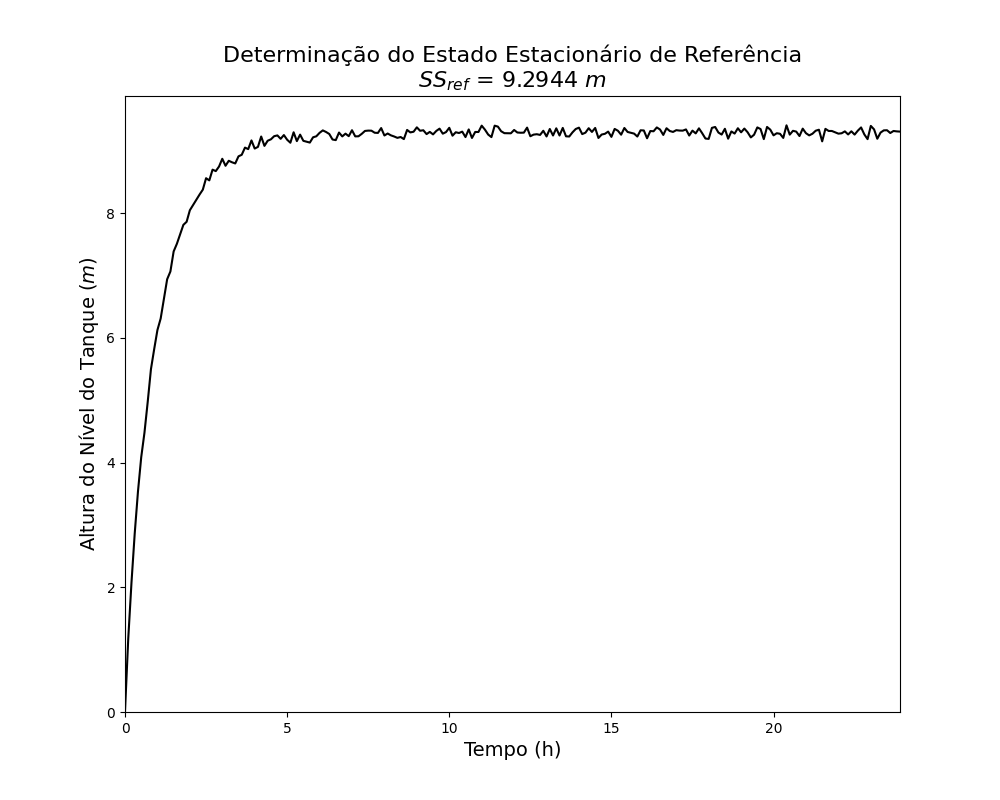 Determinação do Estado Estacionário de Referência
SS_ref = 9.2944 m
Altura do Nível do Tanque (m)
8
6
4
2
0
0 5 10 15 20
Tempo (h)